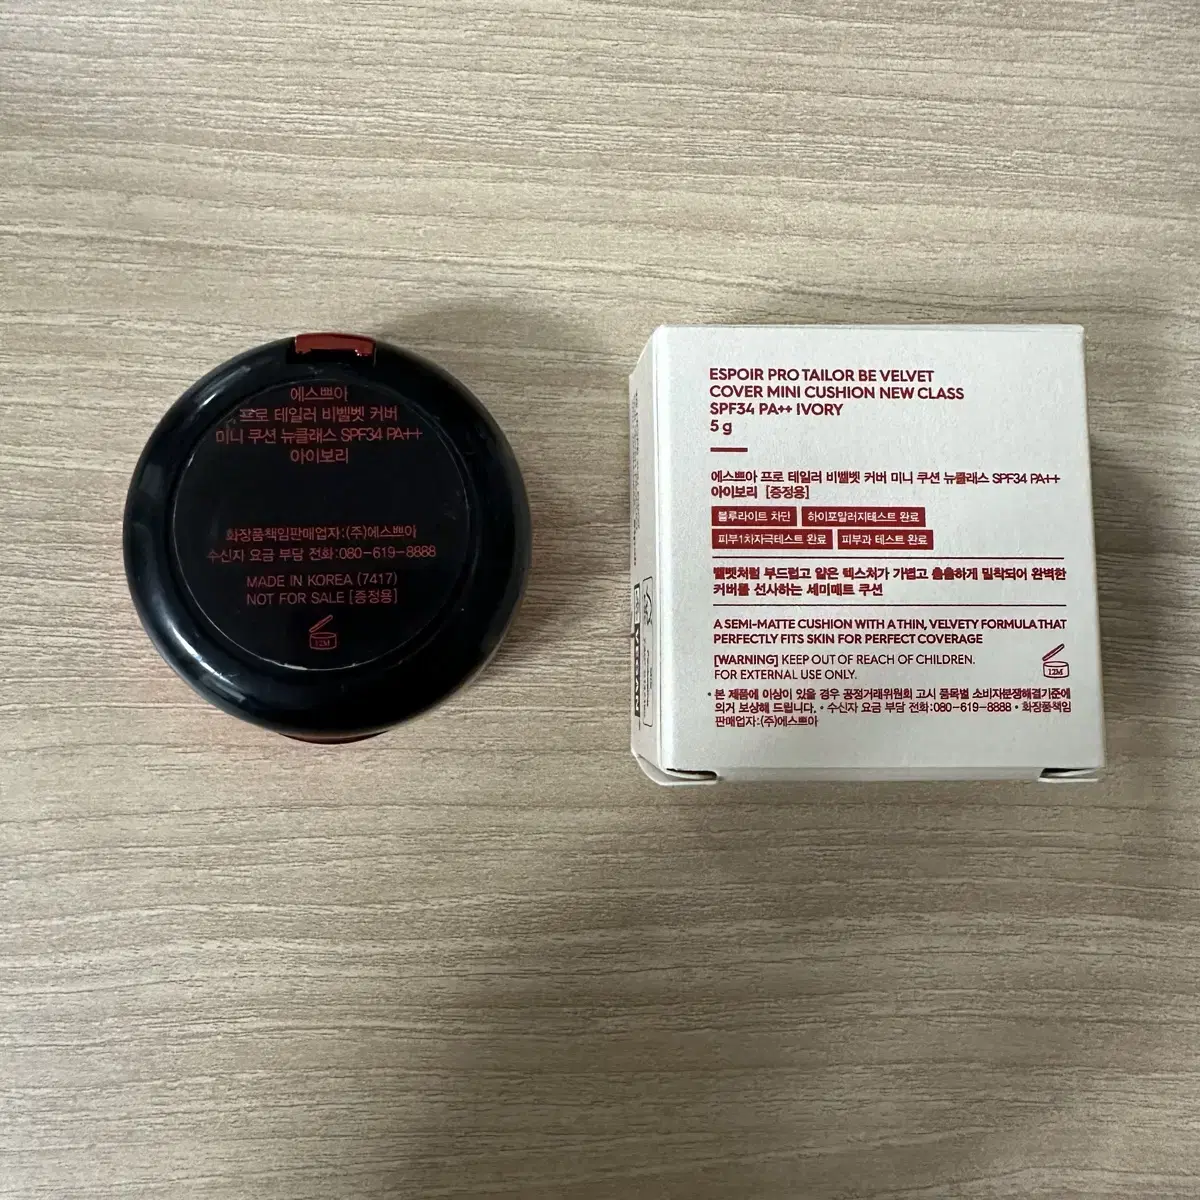 에스쁘아
프로 테일러 비벨벳 커버
미니 쿠션 뉴클래스 SPF34 PA++
아이보리
화장품책임판매업자:(주)에스쁘아
수신자 요금 부담 전화:080-619-8888
MADE IN KOREA (7417)
NOT FOR SALE [증정용]
12M
ESPOIR PRO TAILOR BE VELVET
COVER MINI CUSHION NEW CLASS
SPF34 PA++ IVORY
5 g
에스쁘아 프로 테일러 비벨벳 커버 미니 쿠션 뉴클래스 SPF34 PA++
아이보리 [증정용]
블루라이트 차단 하이포알러지테스트 완료
피부1차자극테스트 완료 피부과 테스트 완료
벨벳처럼 부드럽고 얇은 텍스처가 가볍고 촘촘하게 밀착되어 완벽한
커버를 선사하는 세미매트 쿠션
A SEMI-MATTE CUSHION WITH A THIN, VELVETY FORMULA THAT
PERFECTLY FITS SKIN FOR PERFECT COVERAGE
[WARNING] KEEP OUT OF REACH OF CHILDREN.
FOR EXTERNAL USE ONLY.
12M
• 본 제품에 이상이 있을 경우 공정거래위원회 고시 품목별 소비자분쟁해결기준에
의거 보상해 드립니다. • 수신자 요금 부담 전화:080-619-8888 • 화장품책임
판매업자:(주)에스쁘아